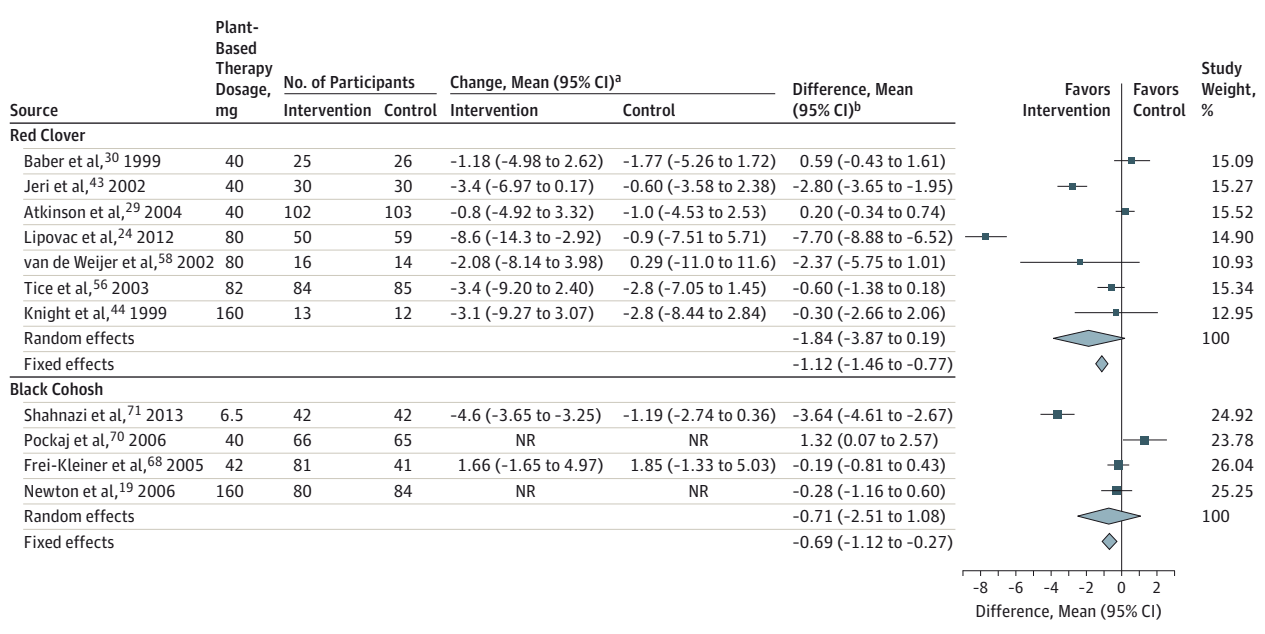 Plant-
Based
Therapy
Dosage,
mg
No. of Participants
Change, Mean (95% CI)a
Difference, Mean
(95% CI)b
Favors
Intervention
Favors
Control
Study
Weight,
%
Source
Intervention Control Intervention Control
Red Clover
Baber et al,30 1999 40 25 26 -1.18 (-4.98 to 2.62) -1.77 (-5.26 to 1.72) 0.59 (-0.43 to 1.61) 15.09
Jeri et al,43 2002 40 30 30 -3.4 (-6.97 to 0.17) -0.60 (-3.58 to 2.38) -2.80 (-3.65 to -1.95) 15.27
Atkinson et al,29 2004 40 102 103 -0.8 (-4.92 to 3.32) -1.0 (-4.53 to 2.53) 0.20 (-0.34 to 0.74) 15.52
Lipovac et al,24 2012 80 50 59 -8.6 (-14.3 to -2.92) -0.9 (-7.51 to 5.71) -7.70 (-8.88 to -6.52) 14.90
van de Weijer et al,58 2002 80 16 14 -2.08 (-8.14 to 3.98) 0.29 (-11.0 to 11.6) -2.37 (-5.75 to 1.01) 10.93
Tice et al,56 2003 82 84 85 -3.4 (-9.20 to 2.40) -2.8 (-7.05 to 1.45) -0.60 (-1.38 to 0.18) 15.34
Knight et al,44 1999 160 13 12 -3.1 (-9.27 to 3.07) -2.8 (-8.44 to 2.84) -0.30 (-2.66 to 2.06) 12.95
Random effects -1.84 (-3.87 to 0.19) 100
Fixed effects -1.12 (-1.46 to -0.77)
Black Cohosh
Shahnazi et al,71 2013 6.5 42 42 -4.6 (-3.65 to -3.25) -1.19 (-2.74 to 0.36) -3.64 (-4.61 to -2.67) 24.92
Pockaj et al,70 2006 40 66 65 NR NR 1.32 (0.07 to 2.57) 23.78
Frei-Kleiner et al,68 2005 42 81 41 1.66 (-1.65 to 4.97) 1.85 (-1.33 to 5.03) -0.19 (-0.81 to 0.43) 26.04
Newton et al,19 2006 160 80 84 NR NR -0.28 (-1.16 to 0.60) 25.25
Random effects -0.71 (-2.51 to 1.08) 100
Fixed effects -0.69 (-1.12 to -0.27)
-8 -6 -4 -2 0 2
Difference, Mean (95% CI)